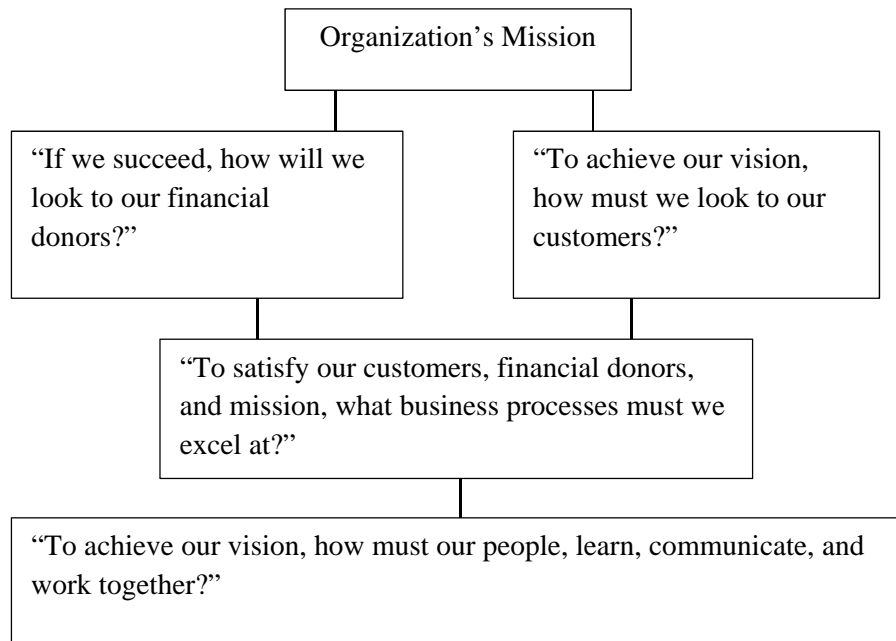 Organization’s Mission
“If we succeed, how will we
look to our financial
donors?”
“To achieve our vision,
how must we look to our
customers?”
“To satisfy our customers, financial donors,
and mission, what business processes must we
excel at?”
“To achieve our vision, how must our people, learn, communicate, and
work together?”